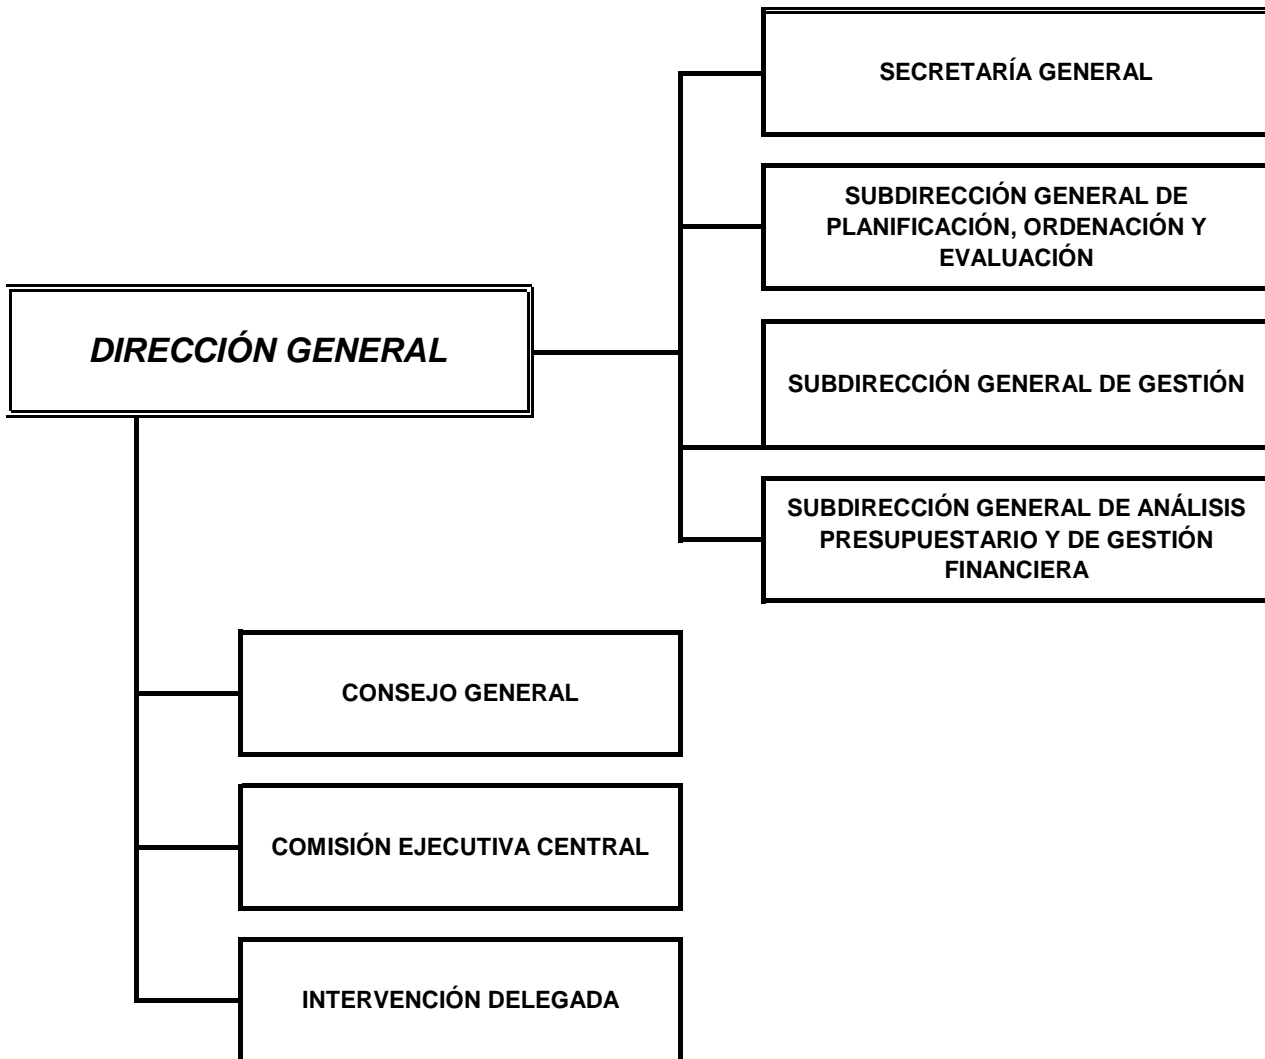 SECRETARÍA GENERAL
SUBDIRECCIÓN GENERAL DE
PLANIFICACIÓN, ORDENACIÓN Y
EVALUACIÓN
DIRECCIÓN GENERAL
SUBDIRECCIÓN GENERAL DE GESTIÓN
SUBDIRECCIÓN GENERAL DE ANÁLISIS
PRESUPUESTARIO Y DE GESTIÓN
FINANCIERA
CONSEJO GENERAL
COMISIÓN EJECUTIVA CENTRAL
INTERVENCIÓN DELEGADA